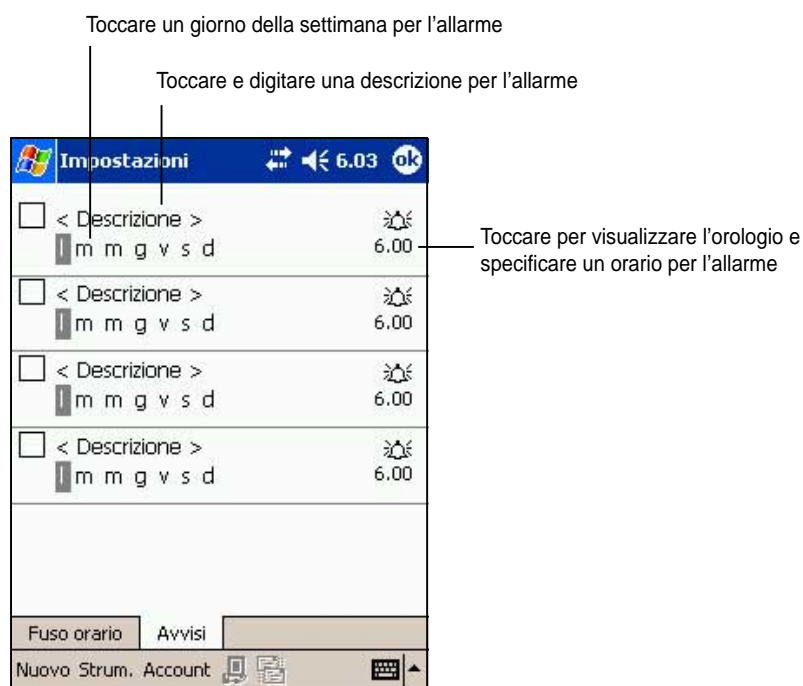 Toccare un giorno della settimana per l'allarme
Toccare e digitare una descrizione per l'allarme
Impostazioni 6.03 ok
< Descrizione >
l m m g v s d 6.00
Toccare per visualizzare l'orologio e
specificare un orario per l'allarme
< Descrizione >
l m m g v s d 6.00
< Descrizione >
l m m g v s d 6.00
< Descrizione >
l m m g v s d 6.00
Fuso orario Avvisi
Nuovo Strum. Account